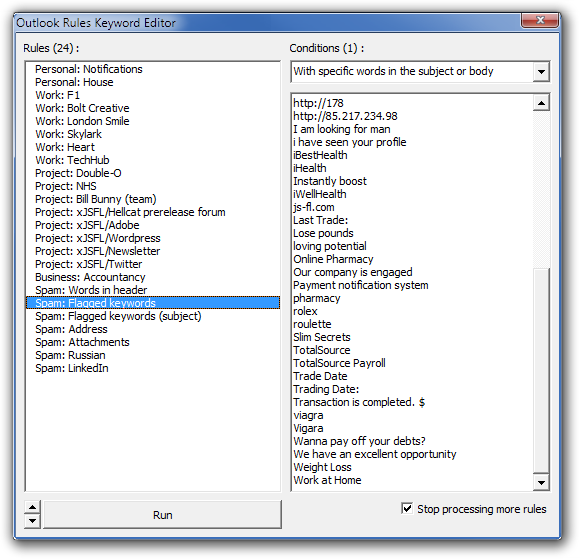 Outlook Rules Keyword Editor
Rules (24) :
Personal: Notifications
Personal: House
Work: F1
Work: Bolt Creative
Work: London Smile
Work: Skylark
Work: Heart
Work: TechHub
Project: Double-O
Project: NHS
Project: Bill Bunny (team)
Project: xJSFL/Hellcat prerelease forum
Project: xJSFL/Adobe
Project: xJSFL/Wordpress
Project: xJSFL/Newsletter
Project: xJSFL/Twitter
Business: Accountancy
Spam: Words in header
Spam: Flagged keywords
Spam: Flagged keywords (subject)
Spam: Address
Spam: Attachments
Spam: Russian
Spam: LinkedIn
Run
Conditions (1) :
With specific words in the subject or body
http://178
http://85.217.234.98
I am looking for man
i have seen your profile
iBestHealth
iHealth
Instantly boost
iWellHealth
js-fl.com
Last Trade:
Lose pounds
loving potential
Online Pharmacy
Our company is engaged
Payment notification system
pharmacy
rolex
roulette
Slim Secrets
TotalSource
TotalSource Payroll
Trade Date
Trading Date:
Transaction is completed. $
viagra
Vigara
Wanna pay off your debts?
We have an excellent opportunity
Weight Loss
Work at Home
Stop processing more rules